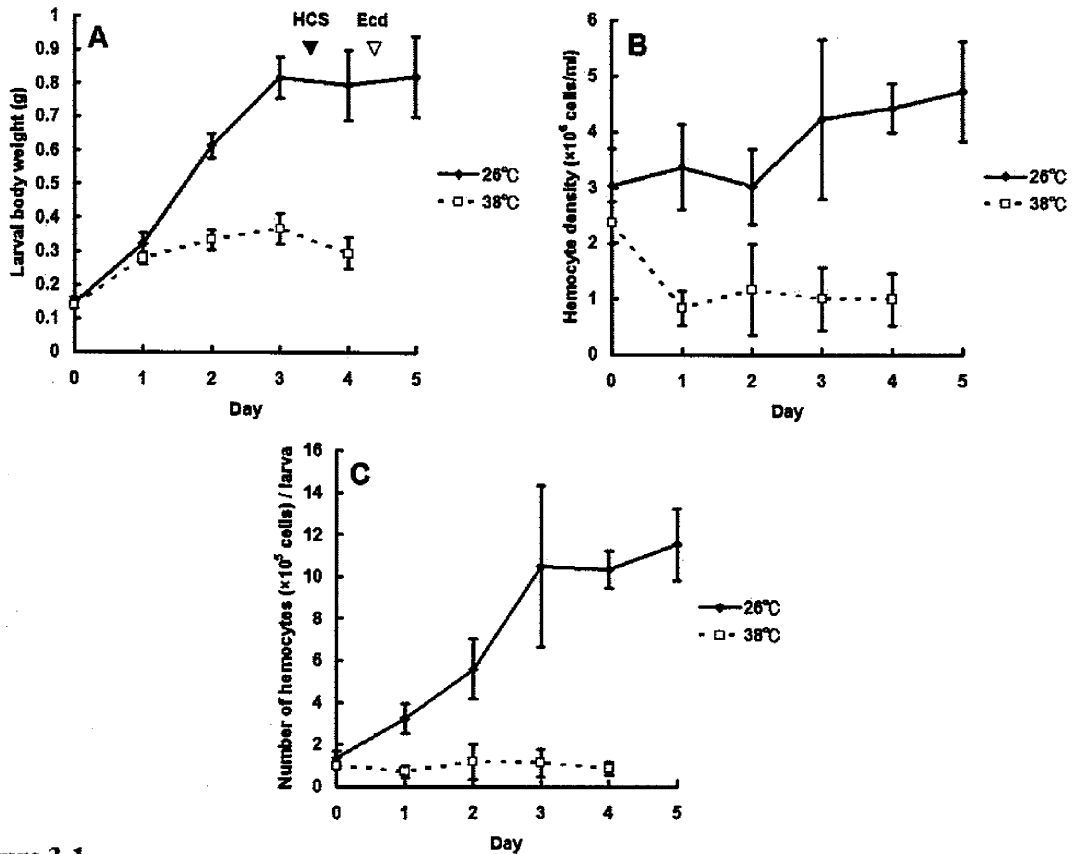 A
HCS Ecd
Larval body weight (g)
1
0.9
0.8
0.7
0.6
0.5
0.4
0.3
0.2
0.1
0
0 1 2 3 4 5
Day
26℃
38℃
B
Hemocyte density (×10⁶ cells/ml)
6
5
4
3
2
1
0
0 1 2 3 4 5
Day
26℃
38℃
C
Number of hemocytes (×10⁵ cells) / larva
16
14
12
10
8
6
4
2
0
0 1 2 3 4 5
Day
26℃
38℃